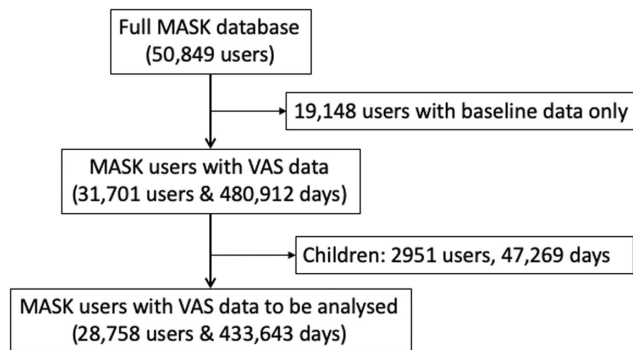 Full MASK database
(50,849 users)
19,148 users with baseline data only
MASK users with VAS data
(31,701 users & 480,912 days)
Children: 2951 users, 47,269 days
MASK users with VAS data to be analysed
(28,758 users & 433,643 days)